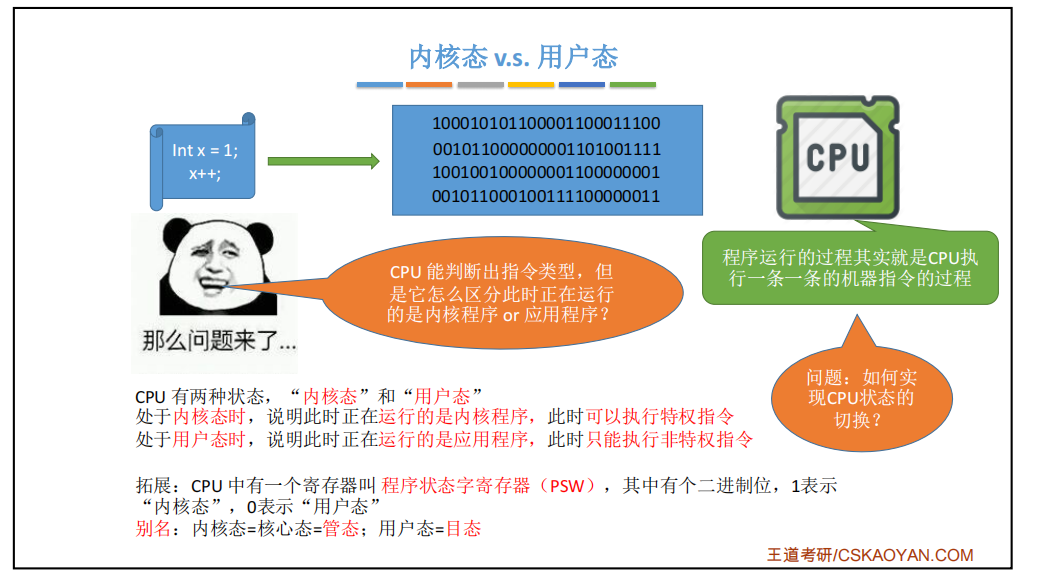 内核态 v.s. 用户态
Int x = 1;
x++;
100010101100001100011100
001011000000001101001111
100100100000001100000001
001011000100111100000011
CPU
程序运行的过程其实就是CPU执
行一条一条的机器指令的过程
CPU 能判断出指令类型，但
是它怎么区分此时正在运行
的是内核程序 or 应用程序？
那么问题来了...
问题：如何实
现CPU状态的
切换？
CPU 有两种状态，“内核态”和“用户态”
处于内核态时，说明此时正在运行的是内核程序，此时可以执行特权指令
处于用户态时，说明此时正在运行的是应用程序，此时只能执行非特权指令
拓展：CPU 中有一个寄存器叫 程序状态字寄存器（PSW），其中有个二进制位，1表示
“内核态”，0表示“用户态”
别名：内核态=核心态=管态；用户态=目态
王道考研/CSKAOYAN.COM